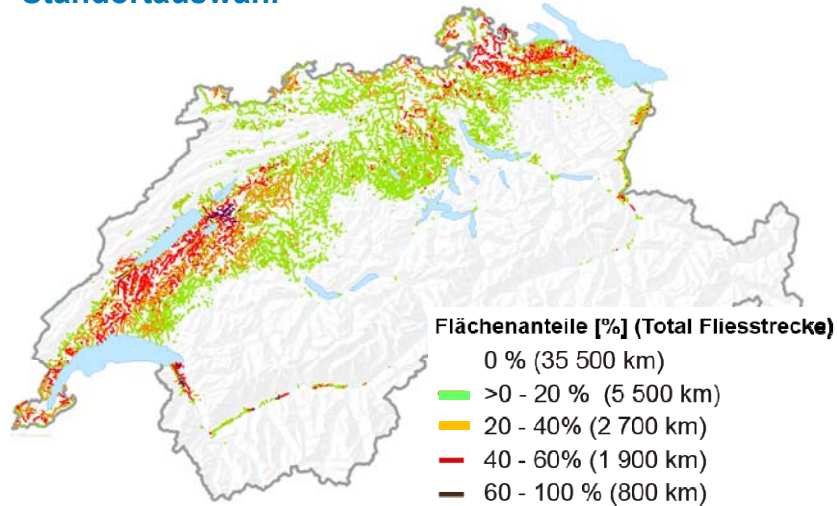 Standortauswahl
Flächenanteile [%] (Total Fliesstrecke)
0 % (35 500 km)
>0 - 20 % (5 500 km)
20 - 40% (2 700 km)
40 - 60% (1 900 km)
60 - 100 % (800 km)